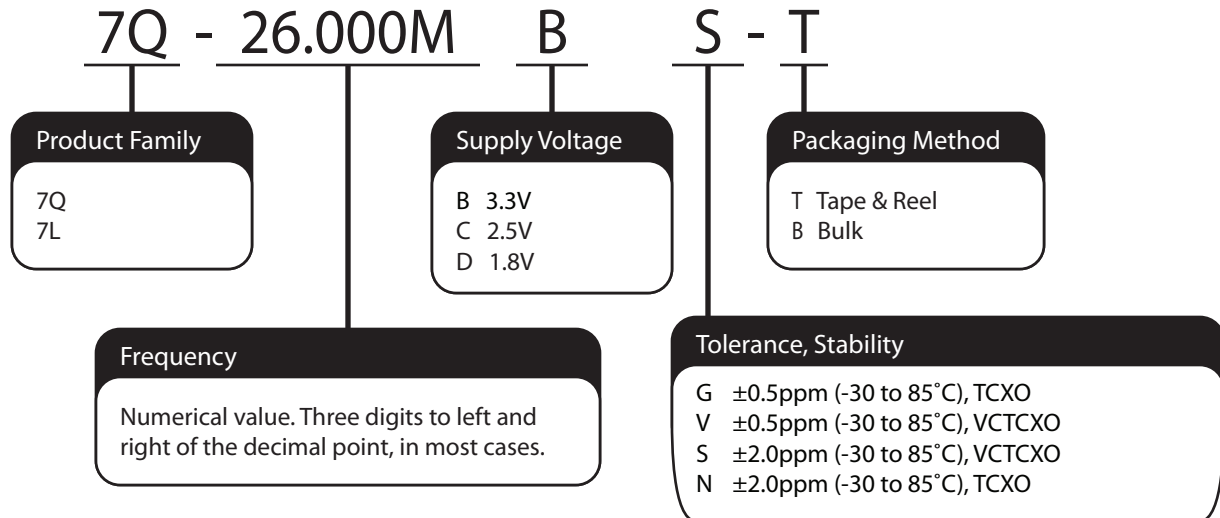 7Q - 26.000M B S - T
Product Family
7Q
7L
Supply Voltage
B 3.3V
C 2.5V
D 1.8V
Packaging Method
T Tape & Reel
B Bulk
Frequency
Numerical value. Three digits to left and
right of the decimal point, in most cases.
Tolerance, Stability
G ±0.5ppm (-30 to 85˚C), TCXO
V ±0.5ppm (-30 to 85˚C), VCTCXO
S ±2.0ppm (-30 to 85˚C), VCTCXO
N ±2.0ppm (-30 to 85˚C), TCXO